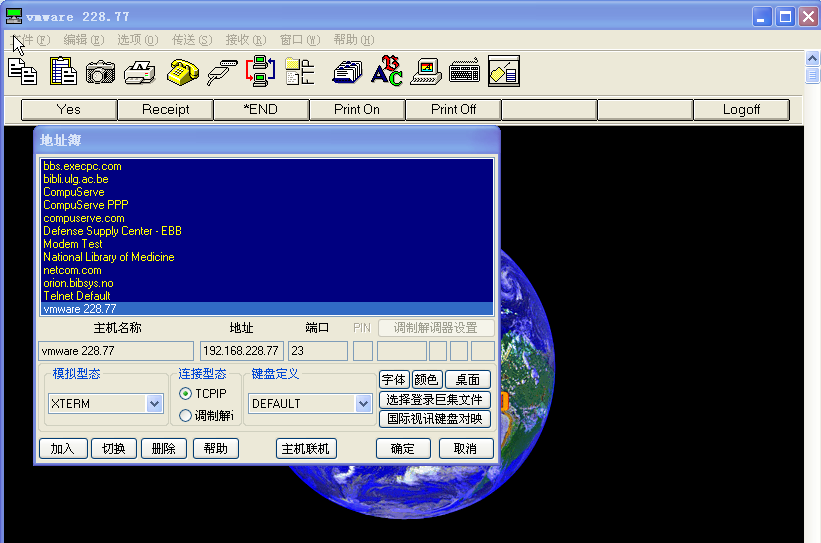 vmware 228.77
文件(F) 编辑(E) 选项(O) 传送(S) 接收(R) 窗口(W) 帮助(H)
Yes Receipt *END Print On Print Off Logoff
地址簿
bbs.execpc.com
bibli.ulg.ac.be
CompuServe
CompuServe PPP
compuserve.com
Defense Supply Center - EBB
Modem Test
National Library of Medicine
netcom.com
orion.bibsys.no
Telnet Default
vmware 228.77
主机名称 地址 端口 PIN 调制解调器设置
vmware 228.77 192.168.228.77 23
模拟型态 连接型态 键盘定义
字体 颜色 桌面
TCPIP
XTERM DEFAULT
选择登录巨集文件
调制解i
国际视讯键盘对映
加入 切换 删除 帮助 主机联机 确定 取消